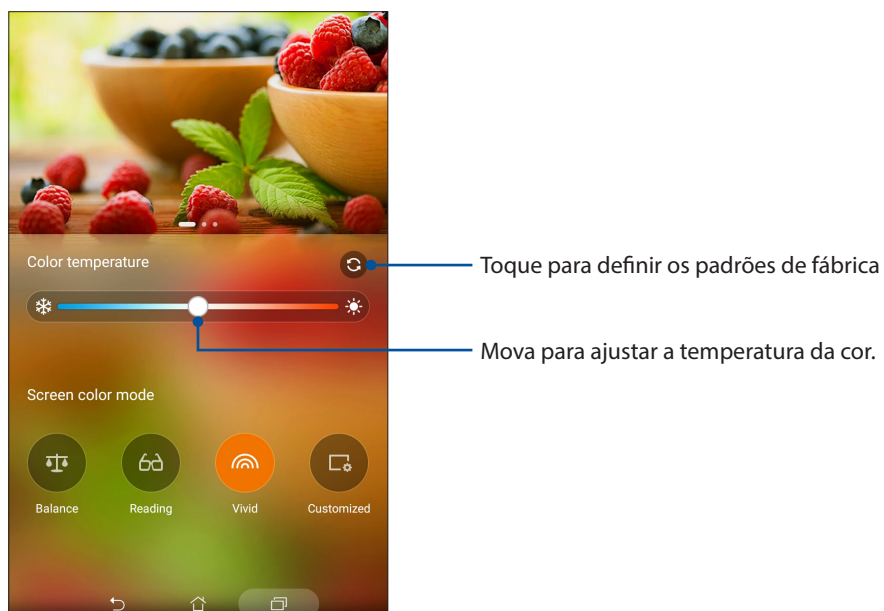 Color temperature
Toque para definir os padrões de fábrica
Mova para ajustar a temperatura da cor.
Screen color mode
Balance Reading Vivid Customized